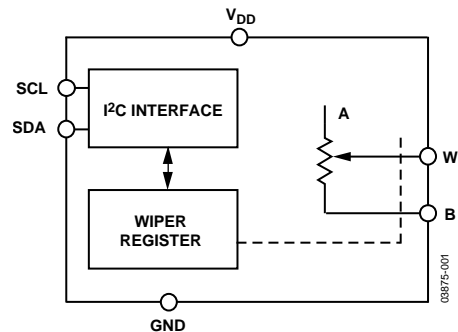 VDD
SCL
SDA
I2C INTERFACE
A
W
WIPER
REGISTER
B
GND
03875-001